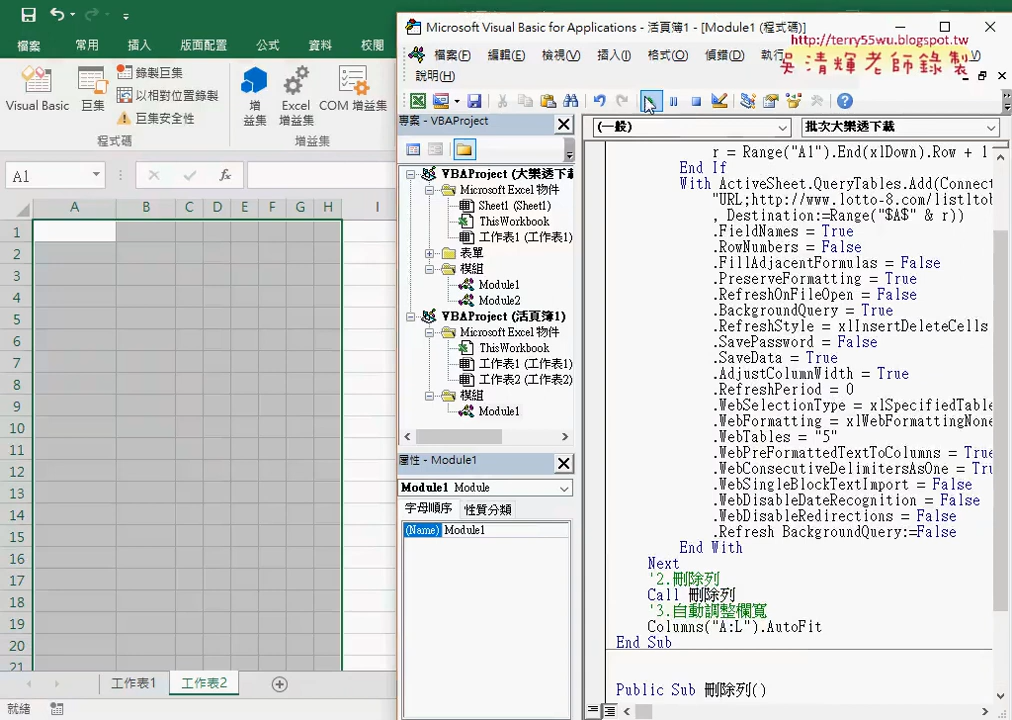 Microsoft Visual Basic for Applications - 活頁簿1 - [Module1 (程式碼)]
http://terry55wu.blogspot.tw
吳清輝老師錄製
檔案 常用 插入 版面配置 公式 資料 校閱
檔案(F) 編輯(E) 檢視(V) 插入(I) 格式(O) 偵錯(D) 執行
說明(H)
Visual Basic
巨集
錄製巨集
以相對位置錄製
巨集安全性
程式碼
增益集
Excel 增益集
COM 增益集
增益集
A1
fx
A B C D E F G H I
1
2
3
4
5
6
7
8
9
10
11
12
13
14
15
16
17
18
19
20
21
工作表1 工作表2
就緒
專案 - VBAProject
VBAProject (大樂透下載
Microsoft Excel 物件
Sheet1 (Sheet1)
ThisWorkbook
工作表1 (工作表1)
表單
模組
Module1
Module2
VBAProject (活頁簿1)
Microsoft Excel 物件
ThisWorkbook
工作表1 (工作表1)
工作表2 (工作表2)
模組
Module1
屬性 - Module1
Module1 Module
字母順序 性質分類
(Name) Module1
(一般) 批次大樂透下載
r = Range("A1").End(xlDown).Row + 1
End If
With ActiveSheet.QueryTables.Add(Connect
"URL;http://www.lotto-8.com/listltob
, Destination:=Range("$A$" & r))
.FieldNames = True
.RowNumbers = False
.FillAdjacentFormulas = False
.PreserveFormatting = True
.RefreshOnFileOpen = False
.BackgroundQuery = True
.RefreshStyle = xlInsertDeleteCells
.SavePassword = False
.SaveData = True
.AdjustColumnWidth = True
.RefreshPeriod = 0
.WebSelectionType = xlSpecifiedTable
.WebFormatting = xlWebFormattingNone
.WebTables = "5"
.WebPreFormattedTextToColumns = True
.WebConsecutiveDelimitersAsOne = Tru
.WebSingleBlockTextImport = False
.WebDisableDateRecognition = False
.WebDisableRedirections = False
.Refresh BackgroundQuery:=False
End With
Next
'2.刪除列
Call 刪除列
'3.自動調整欄寬
Columns("A:L").AutoFit
End Sub
Public Sub 刪除列()